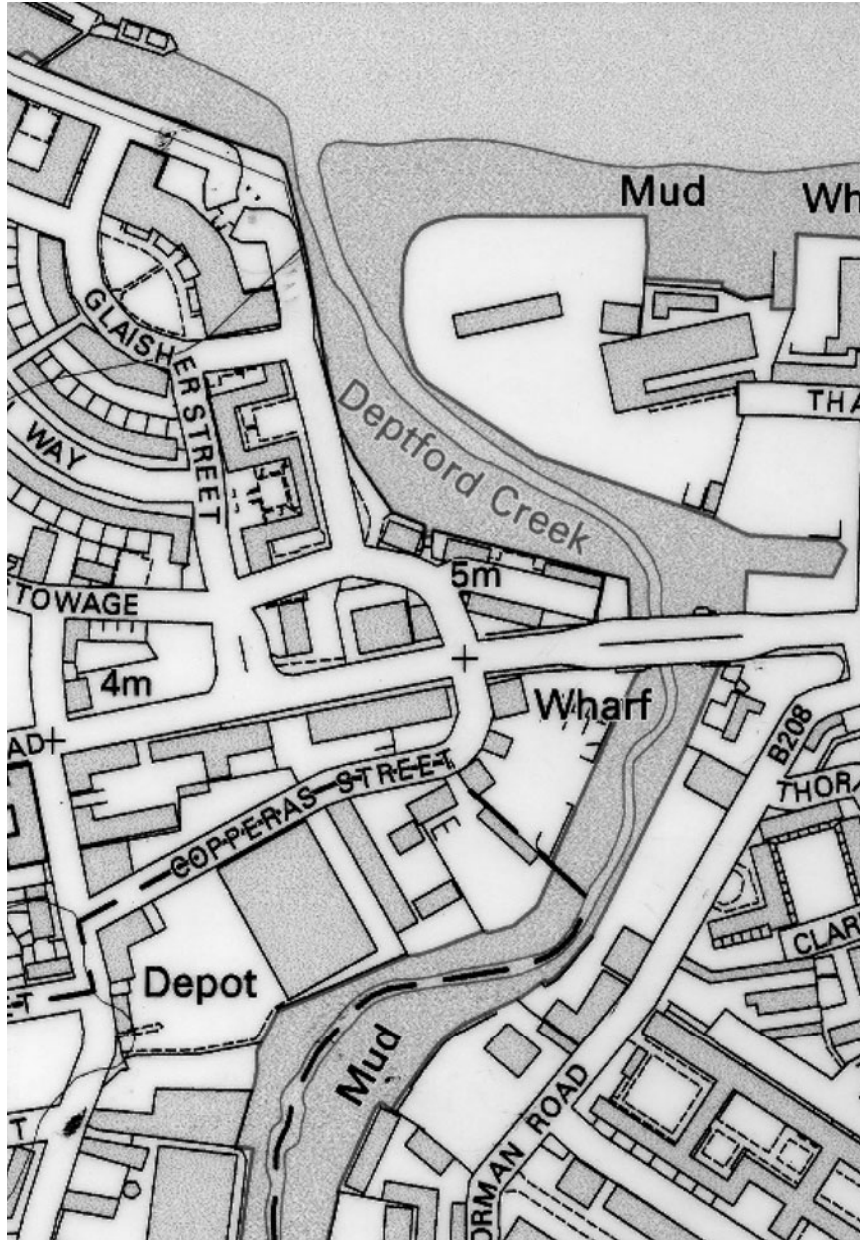 Mud
Wh
GLAISHER STREET
THA
WAY
Deptford Creek
5m
TOWAGE
4m
Wharf
B208
AD
COPPERAS STREET
THOR
CLAR
Depot
Mud
T
T
ORMAN ROAD